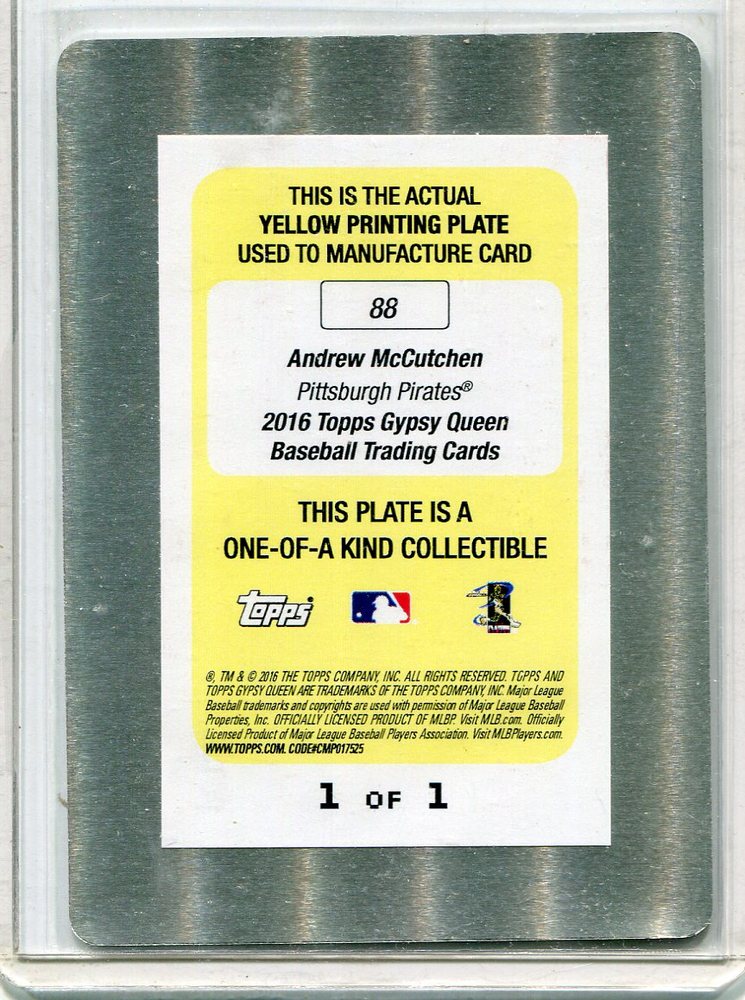 THIS IS THE ACTUAL
YELLOW PRINTING PLATE
USED TO MANUFACTURE CARD
88
Andrew McCutchen
Pittsburgh Pirates®
2016 Topps Gypsy Queen
Baseball Trading Cards
THIS PLATE IS A
ONE-OF-A KIND COLLECTIBLE
topps
®, TM & © 2016 THE TOPPS COMPANY, INC. ALL RIGHTS RESERVED. TOPPS AND
TOPPS GYPSY QUEEN ARE TRADEMARKS OF THE TOPPS COMPANY, INC. Major League
Baseball trademarks and copyrights are used with permission of Major League Baseball
Properties, Inc. OFFICIALLY LICENSED PRODUCT OF MLBP. Visit MLB.com. Officially
Licensed Product of Major League Baseball Players Association. Visit MLBPlayers.com.
WWW.TOPPS.COM. CODE#CMP017525
1 OF 1